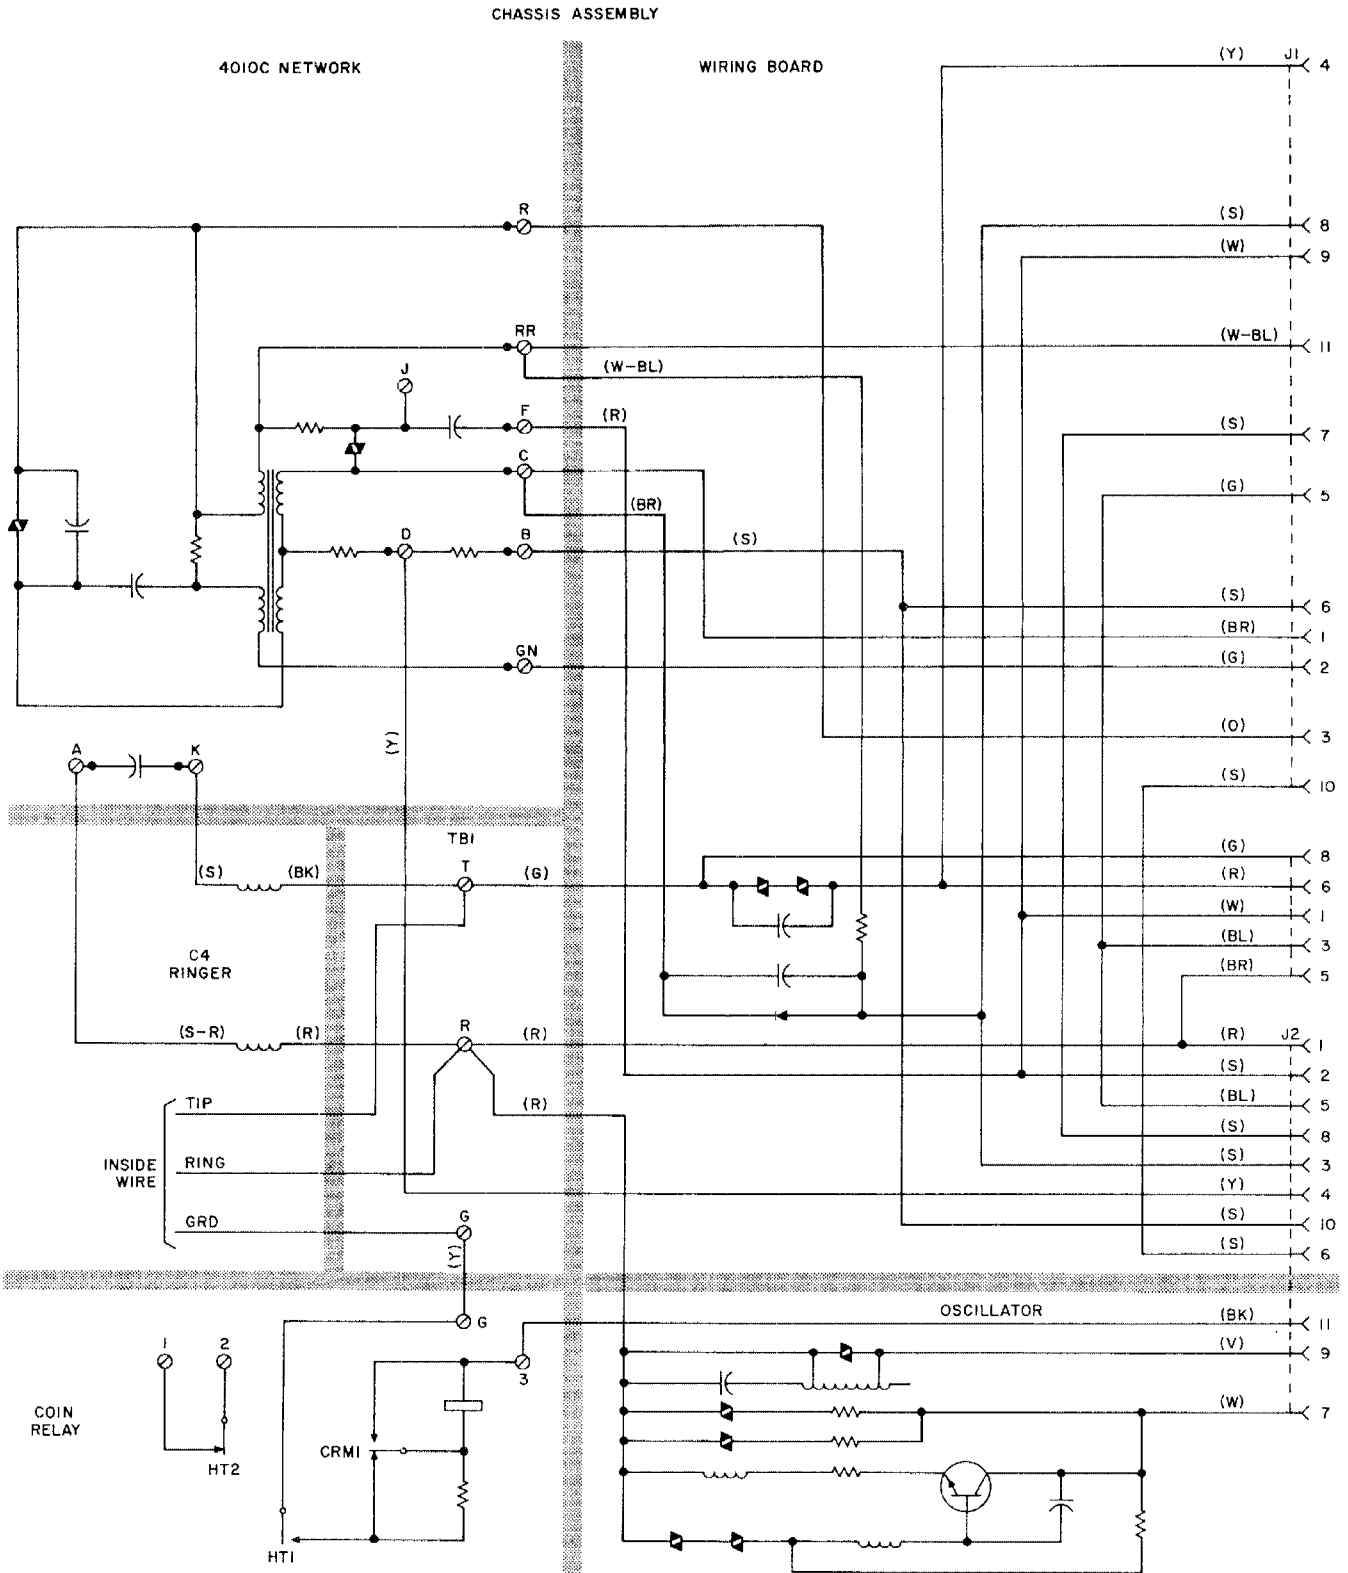 CHASSIS ASSEMBLY
4010C NETWORK
WIRING BOARD
(Y)
J1
4
R
(S)
8
(W)
9
RR
(W-BL)
11
(W-BL)
J
F
(R)
C
(S)
7
(BR)
(G)
5
D
B
(S)
(S)
6
(BR)
1
GN
(G)
2
(Y)
(O)
3
A
K
(S)
10
TB1
T
(S)
(BK)
(G)
(G)
8
(R)
6
(W)
1
(BL)
3
(BR)
5
C4
RINGER
(S-R)
(R)
R
(R)
(R)
J2
1
(S)
2
TIP
(R)
(BL)
5
(S)
8
INSIDE
WIRE
RING
(S)
3
(Y)
4
GRD
G
(Y)
(S)
10
(S)
6
OSCILLATOR
G
(BK)
11
1
2
3
(V)
9
COIN
RELAY
(W)
7
CRM1
HT2
HT1